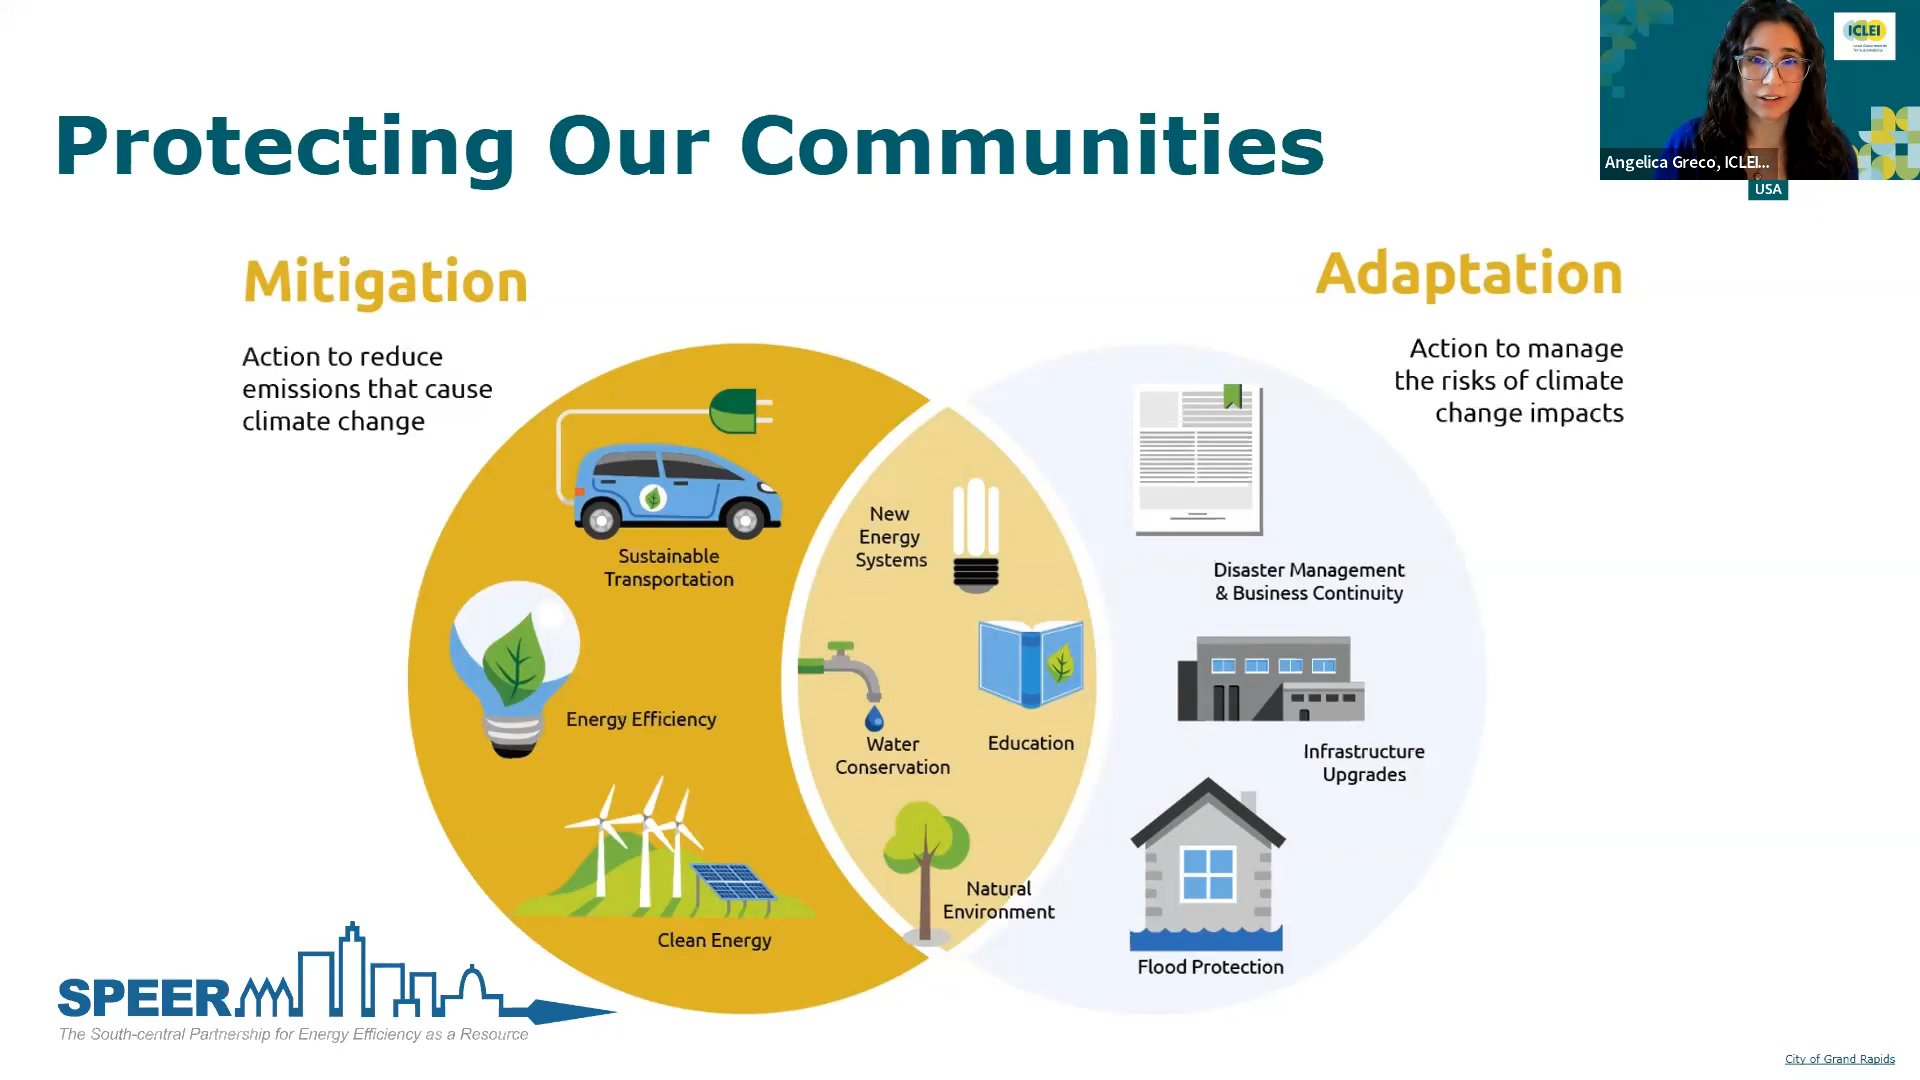 Protecting Our Communities
ICLEI
Angelica Greco, ICLEI...
USA
Mitigation
Action to reduce
emissions that cause
climate change
Adaptation
Action to manage
the risks of climate
change impacts
Sustainable
Transportation
Energy Efficiency
Clean Energy
New
Energy
Systems
Water
Conservation
Education
Natural
Environment
Disaster Management
& Business Continuity
Infrastructure
Upgrades
Flood Protection
SPEER
The South-central Partnership for Energy Efficiency as a Resource
City of Grand Rapids